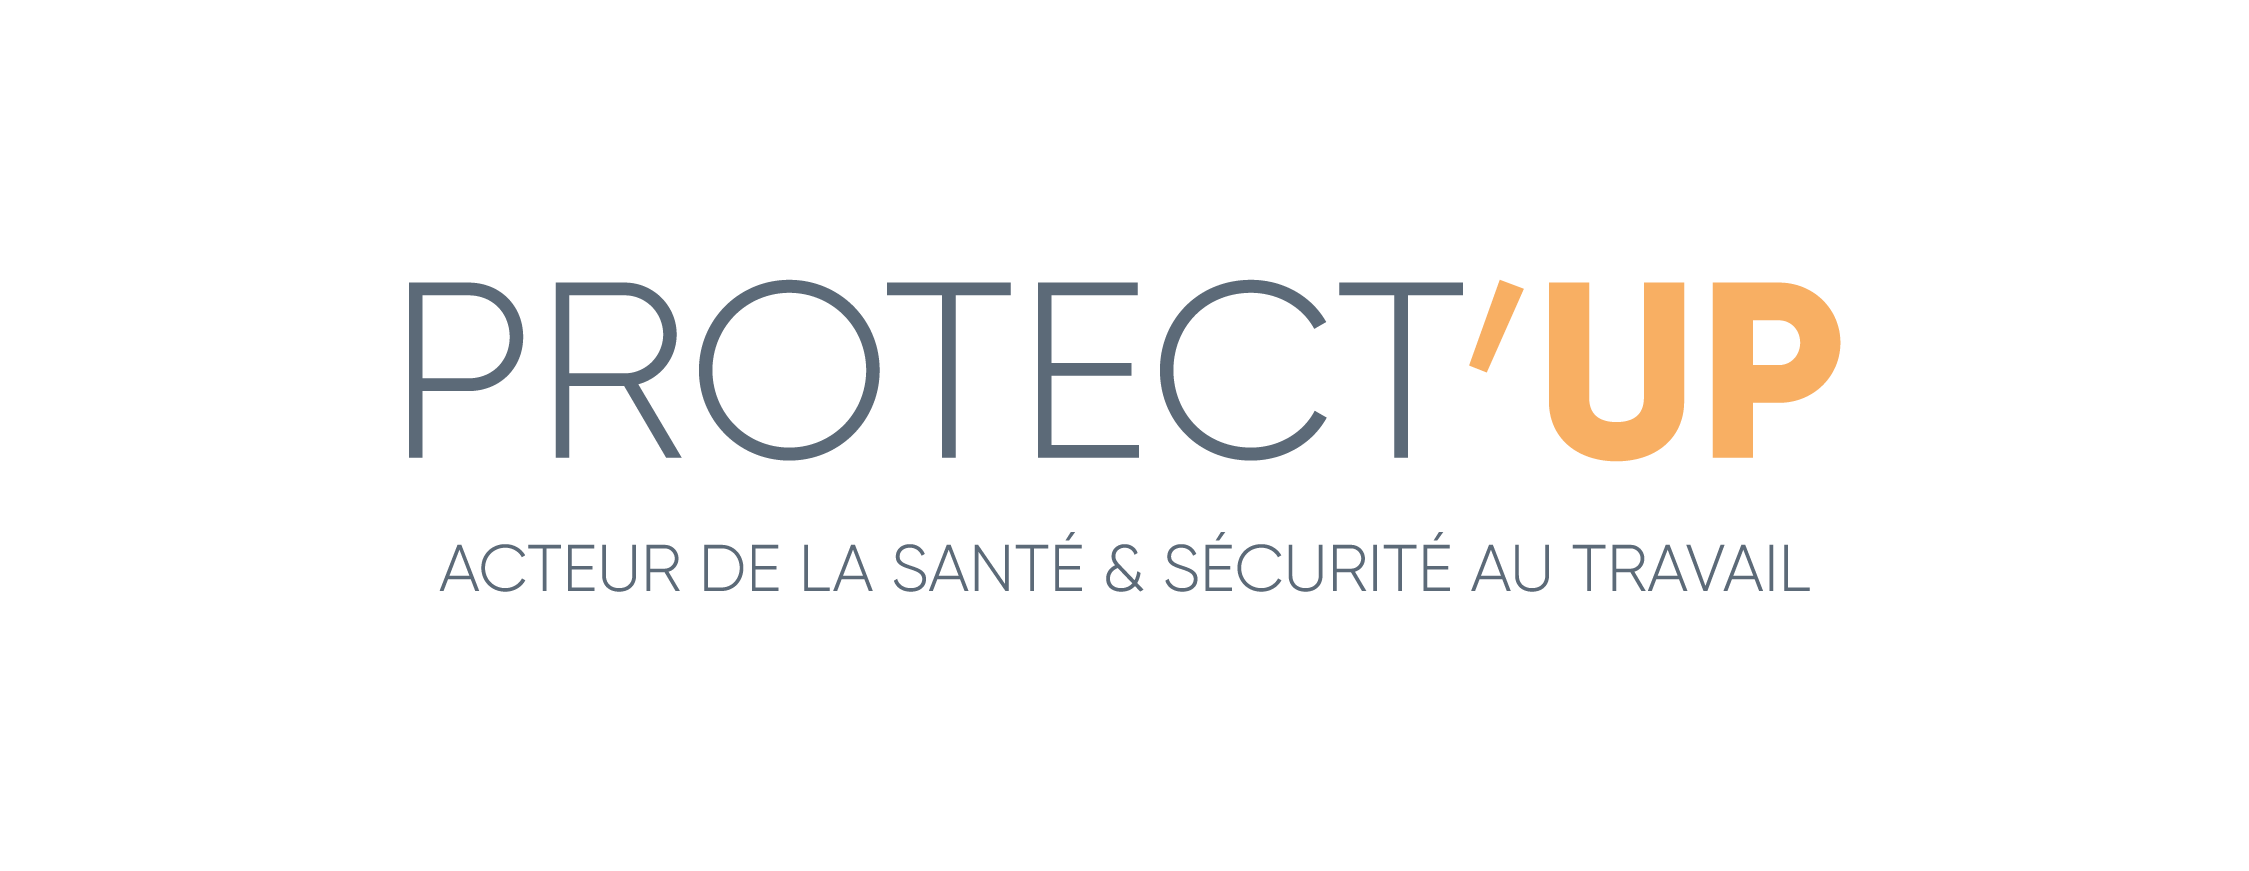 PROTECT'UP
ACTEUR DE LA SANTÉ & SÉCURITÉ AU TRAVAIL